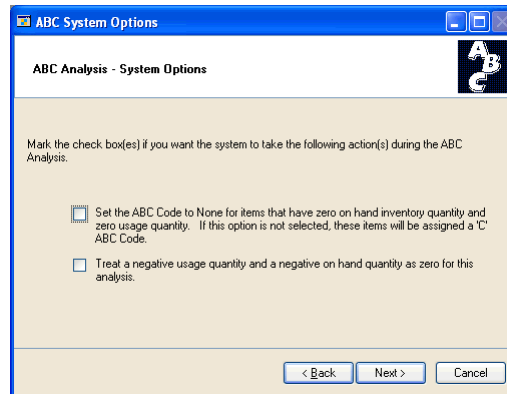 ABC System Options
ABC Analysis - System Options
ABC
Mark the check box(es) if you want the system to take the following action(s) during the ABC
Analysis.
Set the ABC Code to None for items that have zero on hand inventory quantity and
zero usage quantity. If this option is not selected, these items will be assigned a 'C'
ABC Code.
Treat a negative usage quantity and a negative on hand quantity as zero for this
analysis.
< Back
Next >
Cancel